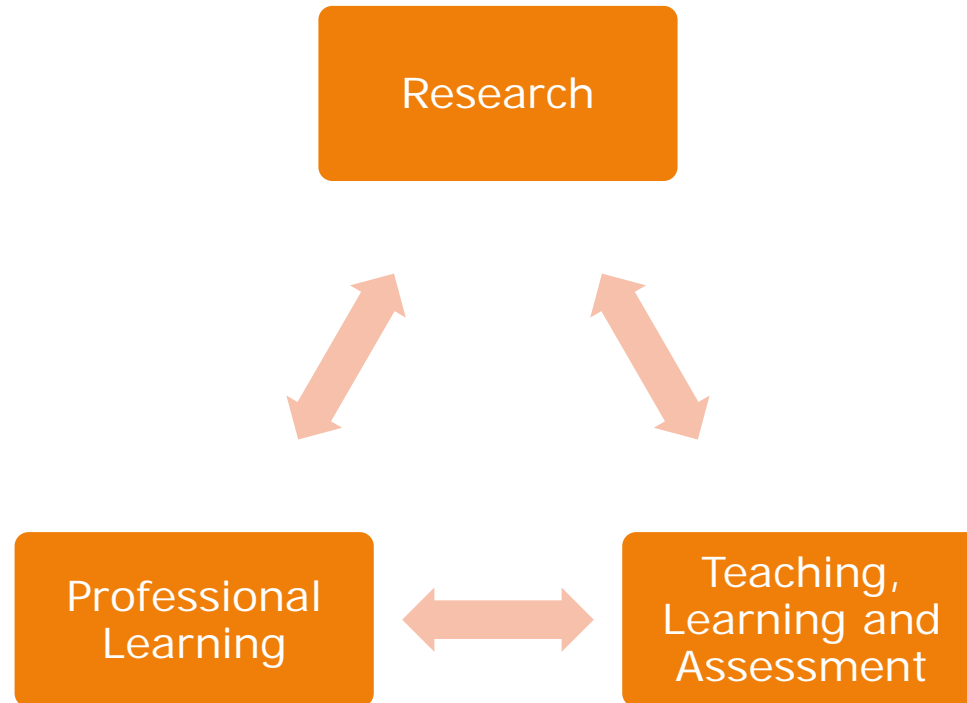 Research
Professional
Learning
Teaching,
Learning and
Assessment